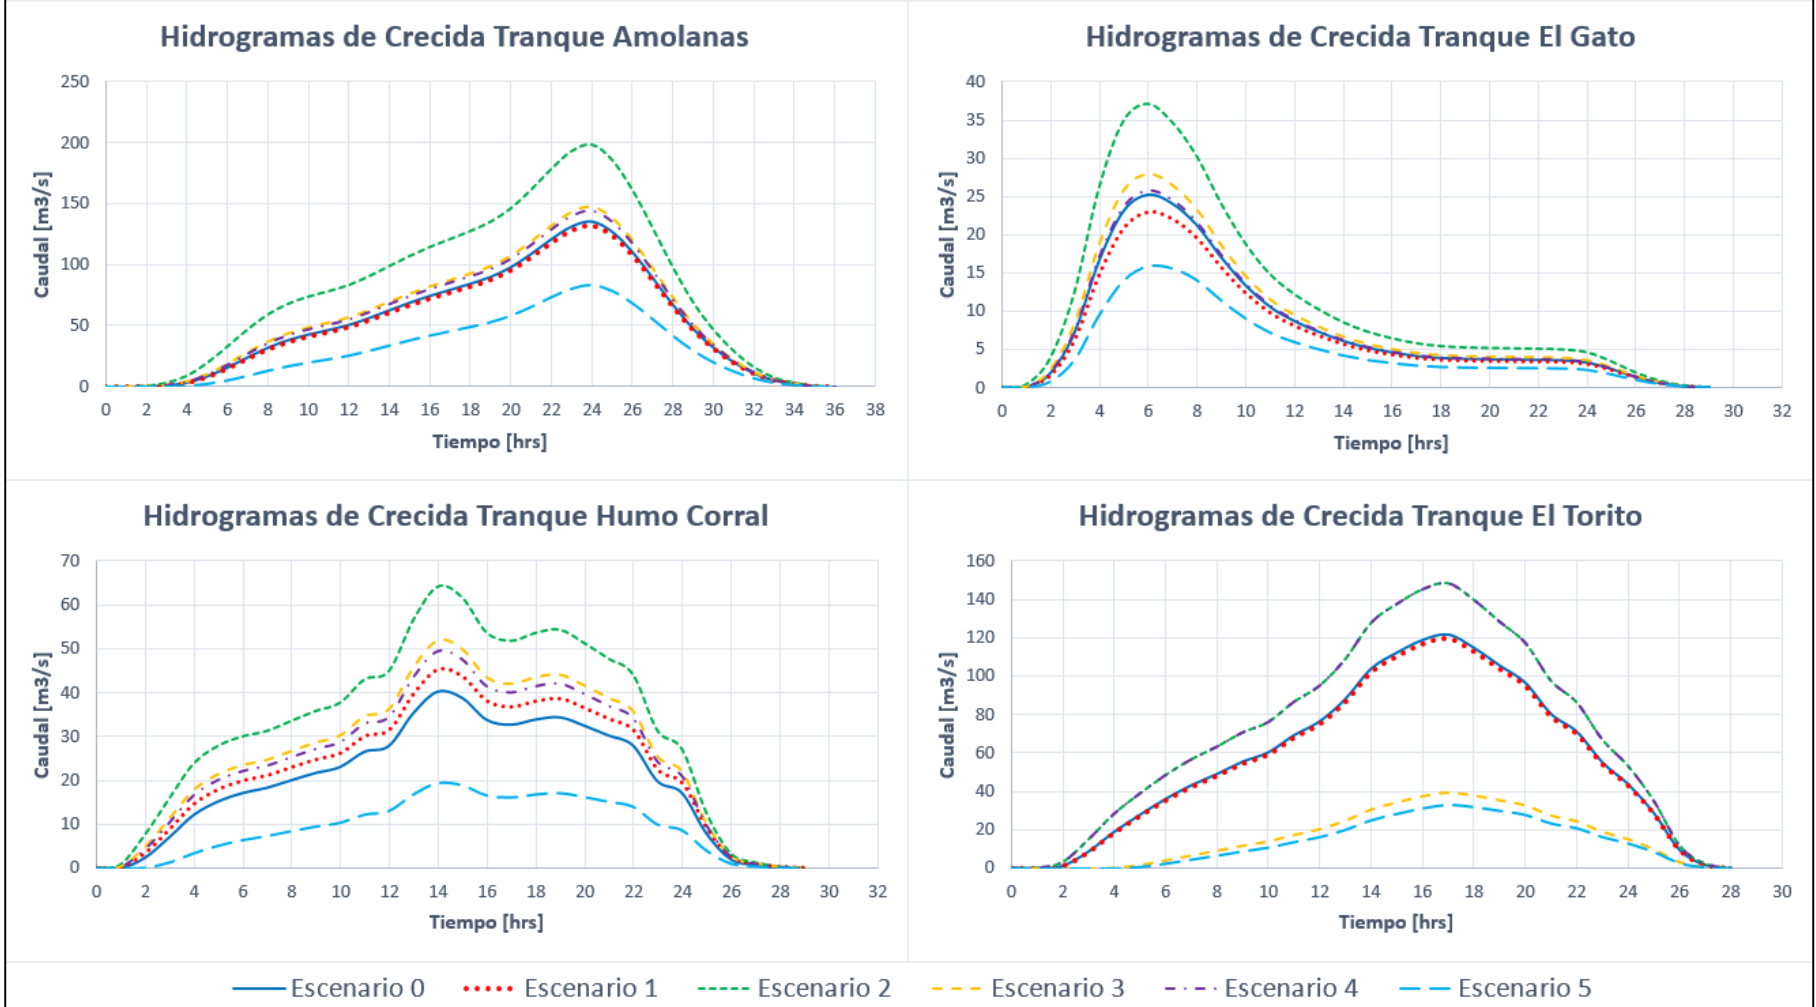 Hidrogramas de Crecida Tranque Amolanas
250
200
150
100
50
0
Caudal [m3/s]
0 2 4 6 8 10 12 14 16 18 20 22 24 26 28 30 32 34 36 38
Tiempo [hrs]
Hidrogramas de Crecida Tranque El Gato
40
35
30
25
20
15
10
5
0
Caudal [m3/s]
0 2 4 6 8 10 12 14 16 18 20 22 24 26 28 30 32
Tiempo [hrs]
Hidrogramas de Crecida Tranque Humo Corral
70
60
50
40
30
20
10
0
Caudal [m3/s]
0 2 4 6 8 10 12 14 16 18 20 22 24 26 28 30 32
Tiempo [hrs]
Hidrogramas de Crecida Tranque El Torito
160
140
120
100
80
60
40
20
0
Caudal [m3/s]
0 2 4 6 8 10 12 14 16 18 20 22 24 26 28 30
Tiempo [hrs]
Escenario 0 Escenario 1 Escenario 2 Escenario 3 Escenario 4 Escenario 5